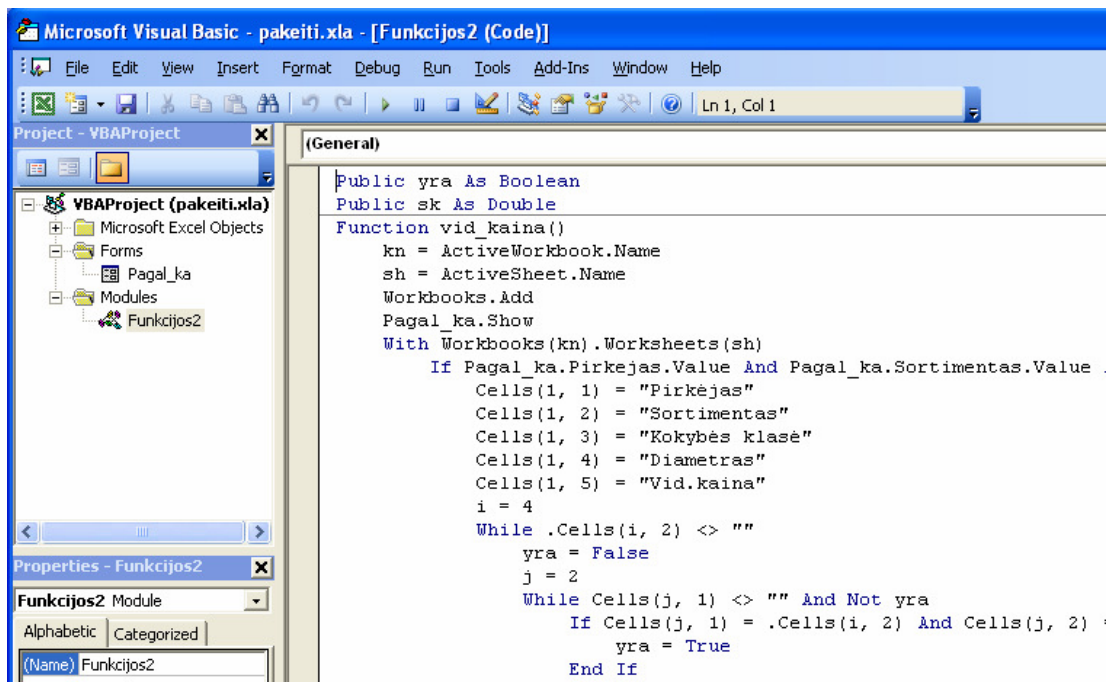 Microsoft Visual Basic - pakeiti.xla - [Funkcijos2 (Code)]
File Edit View Insert Format Debug Run Tools Add-Ins Window Help
Ln 1, Col 1
Project - VBAProject
VBAProject (pakeiti.xla)
Microsoft Excel Objects
Forms
Pagal_ka
Modules
Funkcijos2
Properties - Funkcijos2
Funkcijos2 Module
Alphabetic Categorized
(Name) Funkcijos2
(General)
Public yra As Boolean
Public sk As Double
Function vid_kaina()
kn = ActiveWorkbook.Name
sh = ActiveSheet.Name
Workbooks.Add
Pagal_ka.Show
With Workbooks(kn).Worksheets(sh)
If Pagal_ka.Pirkejas.Value And Pagal_ka.Sortimentas.Value
Cells(1, 1) = "Pirkėjas"
Cells(1, 2) = "Sortimentas"
Cells(1, 3) = "Kokybės klasė"
Cells(1, 4) = "Diametras"
Cells(1, 5) = "Vid.kaina"
i = 4
While .Cells(i, 2) <> ""
yra = False
j = 2
While Cells(j, 1) <> "" And Not yra
If Cells(j, 1) = .Cells(i, 2) And Cells(j, 2) =
yra = True
End If